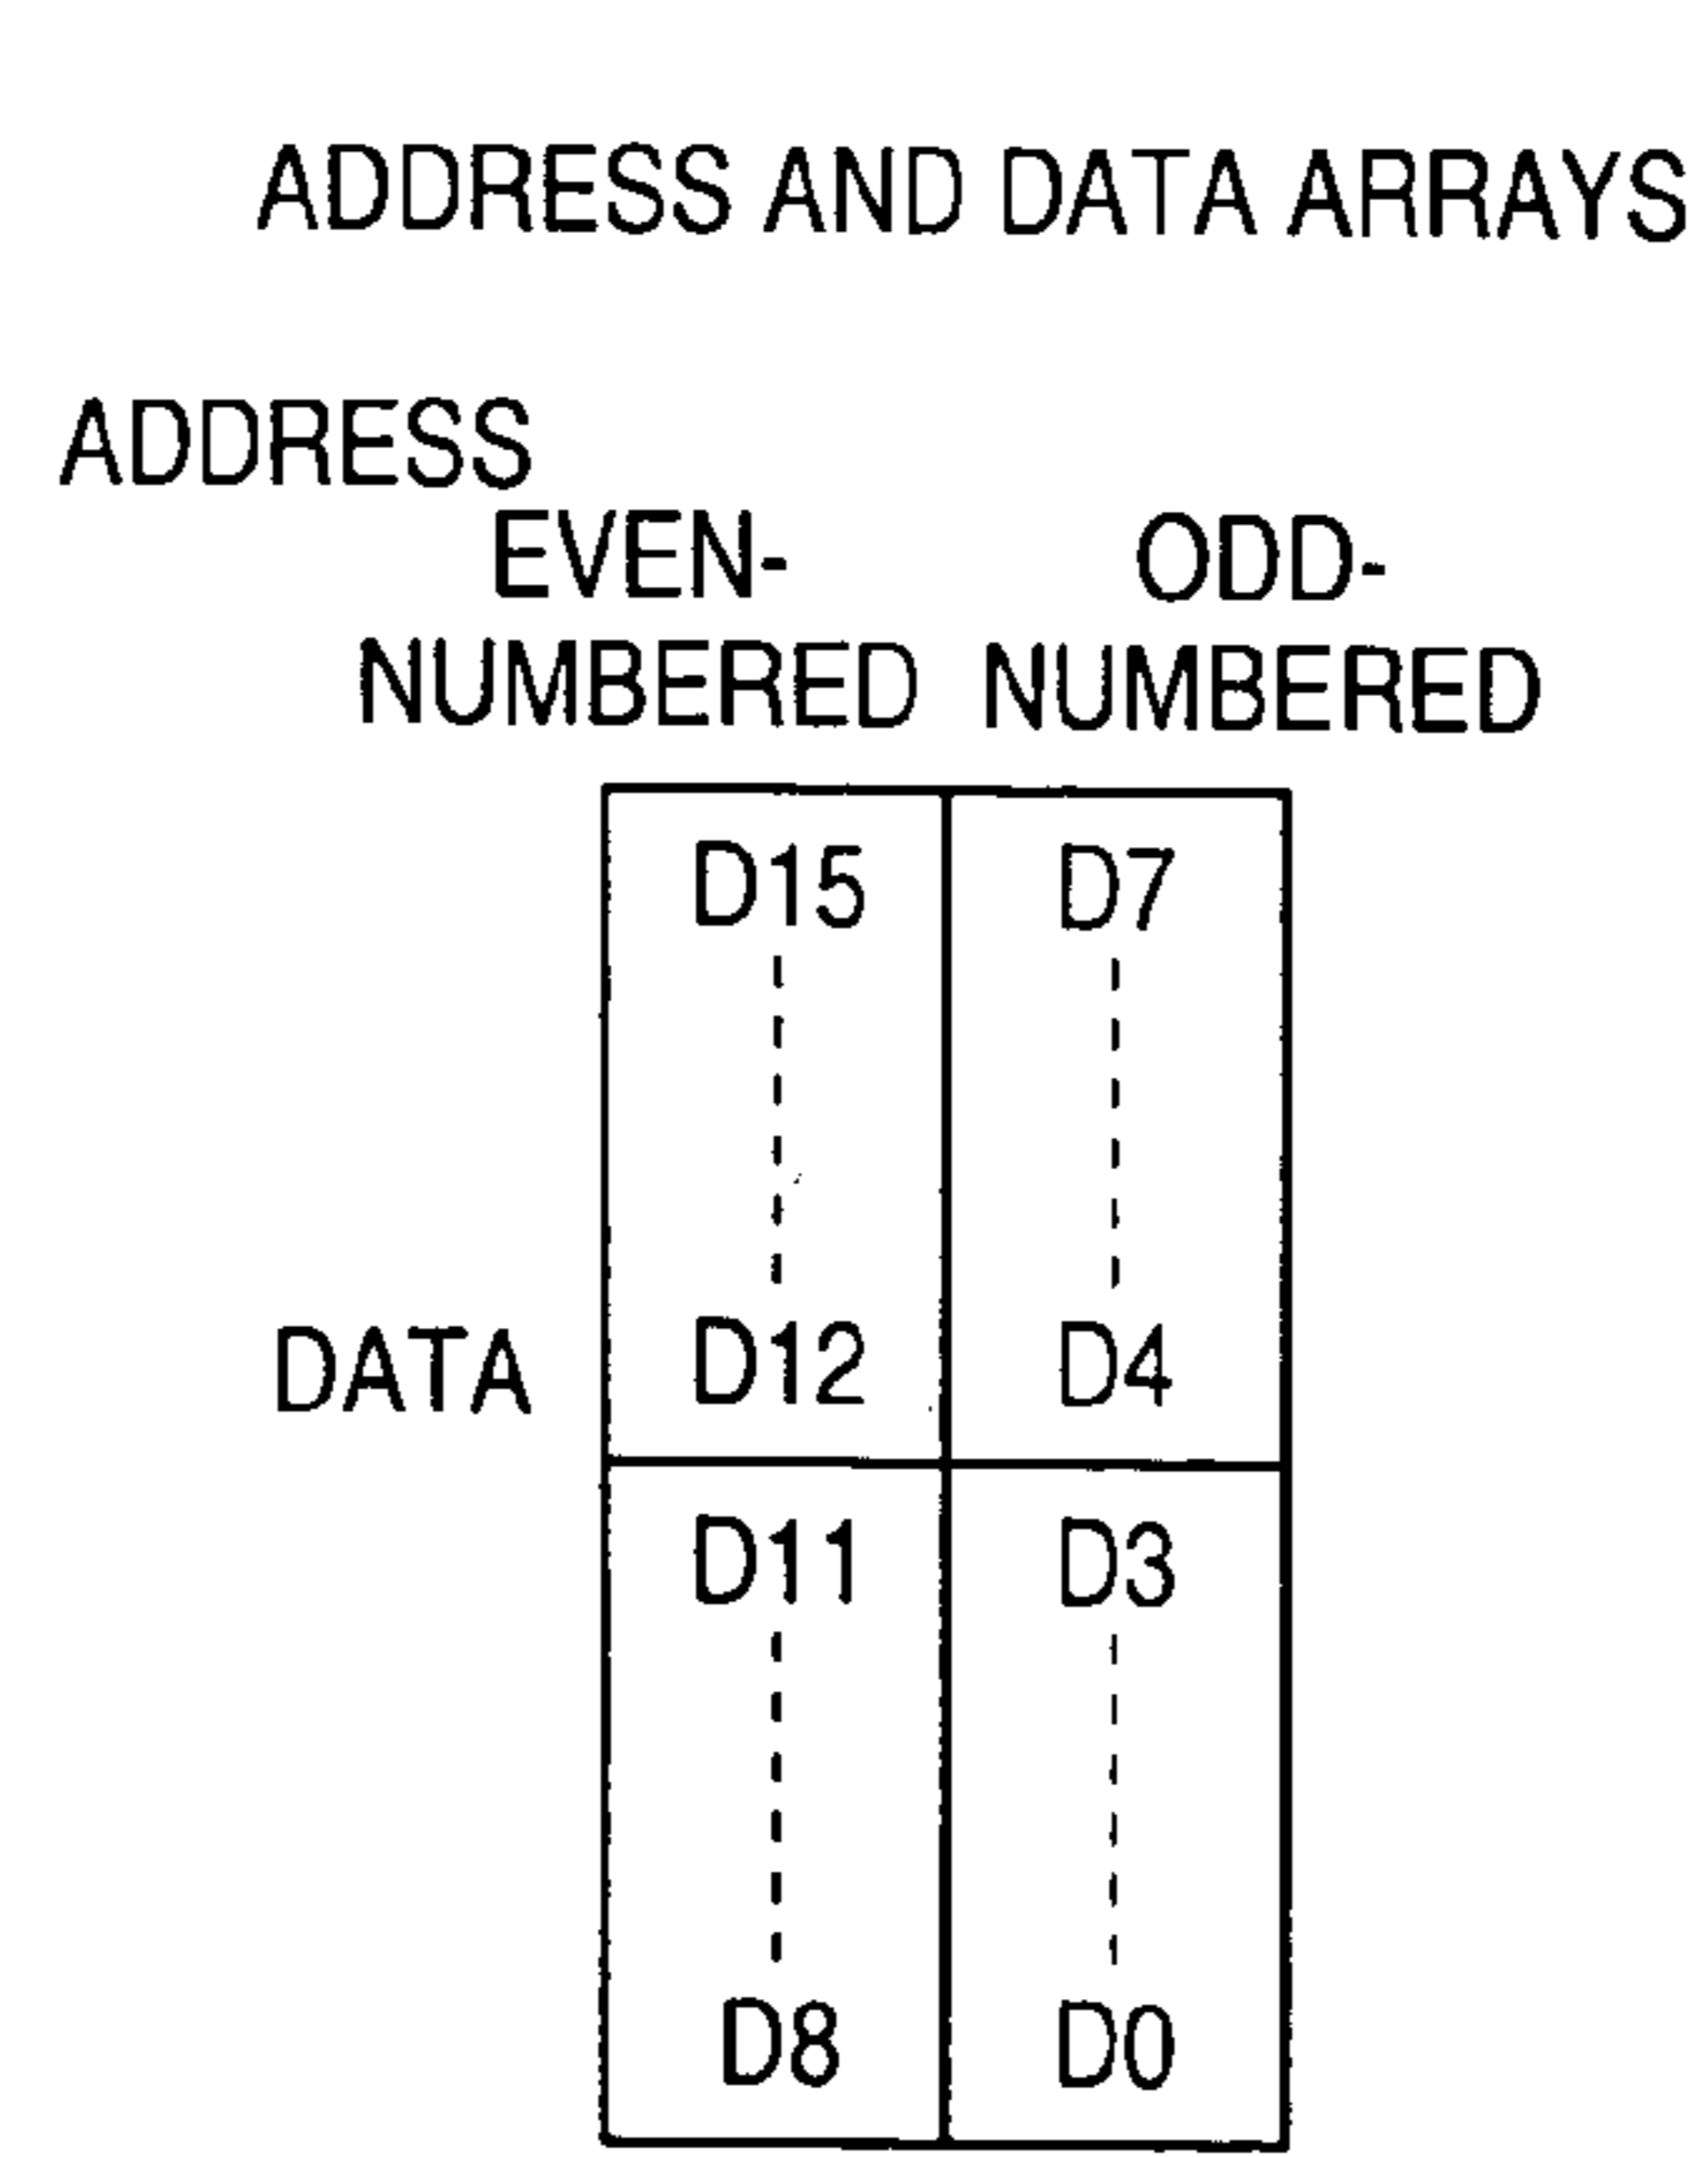 ADDRESS AND DATA ARRAYS
ADDRESS
EVEN- ODD-
NUMBERED NUMBERED
D15 D7
DATA D12 D4
D11 D3
D8 D0